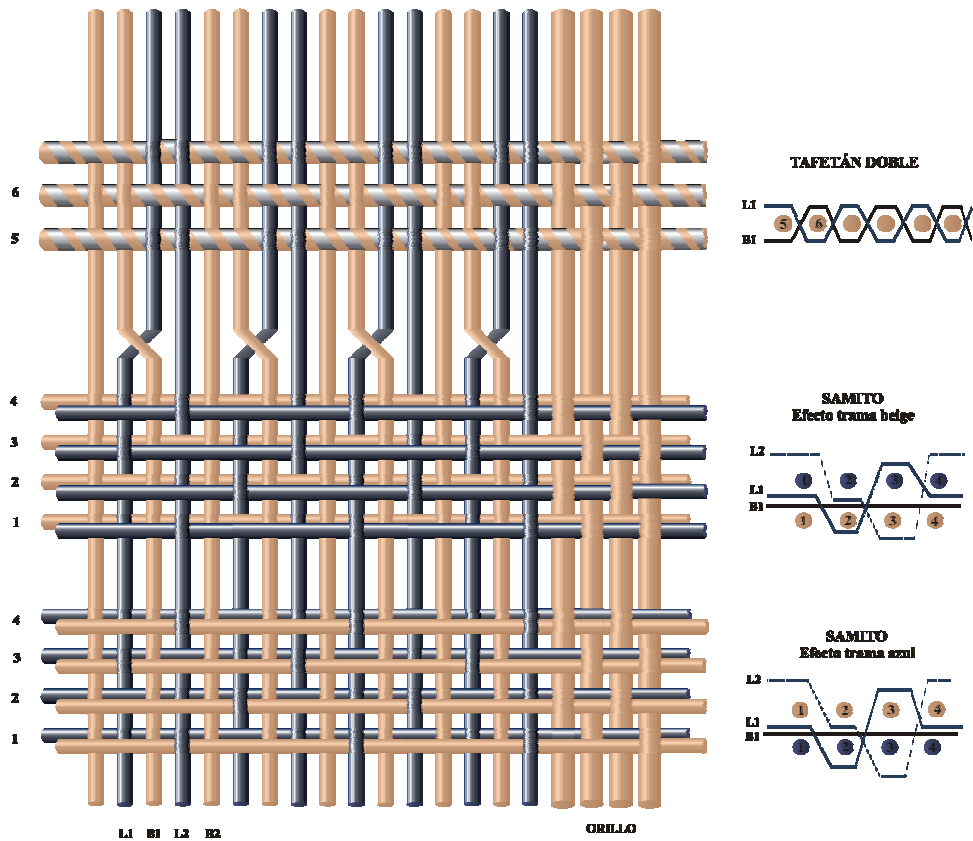 6
5
4
3
2
1
4
3
2
1
L1 B1 L2 B2
ORILLO
TAFETÁN DOBLE
L1
5 6
B1
SAMITO
Efecto trama beige
L2
1 2 3 4
L1
B1
1 2 3 4
SAMITO
Efecto trama azul
L2
1 2 3 4
L1
B1
1 2 3 4